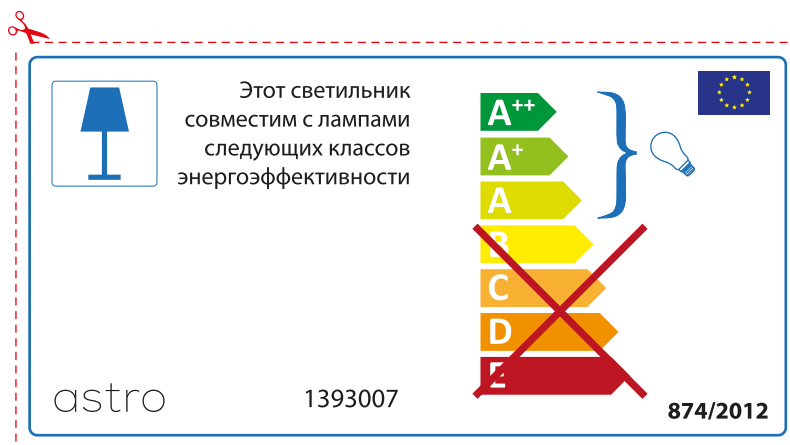 Этот светильник
совместим с лампами
следующих классов
энергоэффективности
A++
A+
A
B
C
D
E
astro
1393007
874/2012